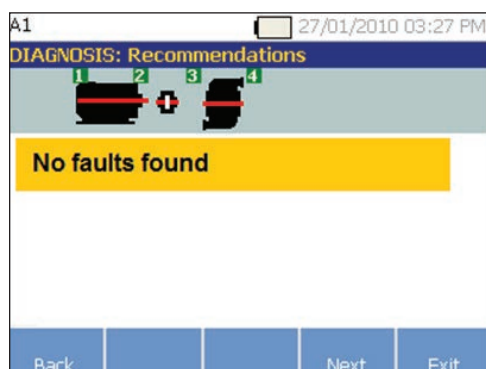 A1 27/01/2010 03:27 PM
DIAGNOSIS: Recommendations
1 2 3 4
No faults found
Back Next Exit